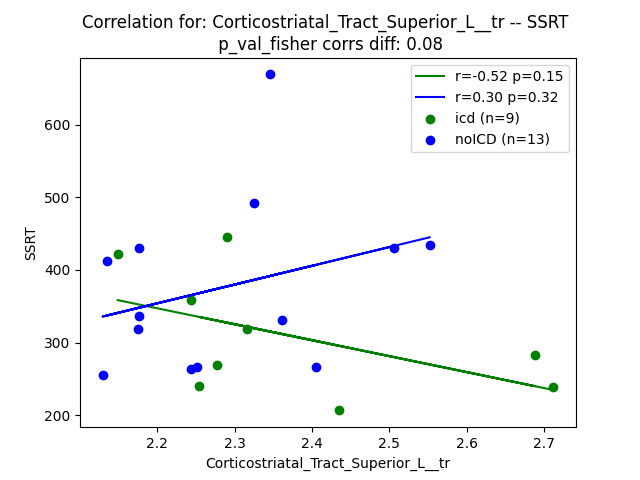 Correlation for: Corticostriatal_Tract_Superior_L__tr -- SSRT
p_val_fisher corrs diff: 0.08
r=-0.52 p=0.15
r=0.30 p=0.32
icd (n=9)
noICD (n=13)
SSRT
600
500
400
300
200
2.2 2.3 2.4 2.5 2.6 2.7
Corticostriatal_Tract_Superior_L__tr